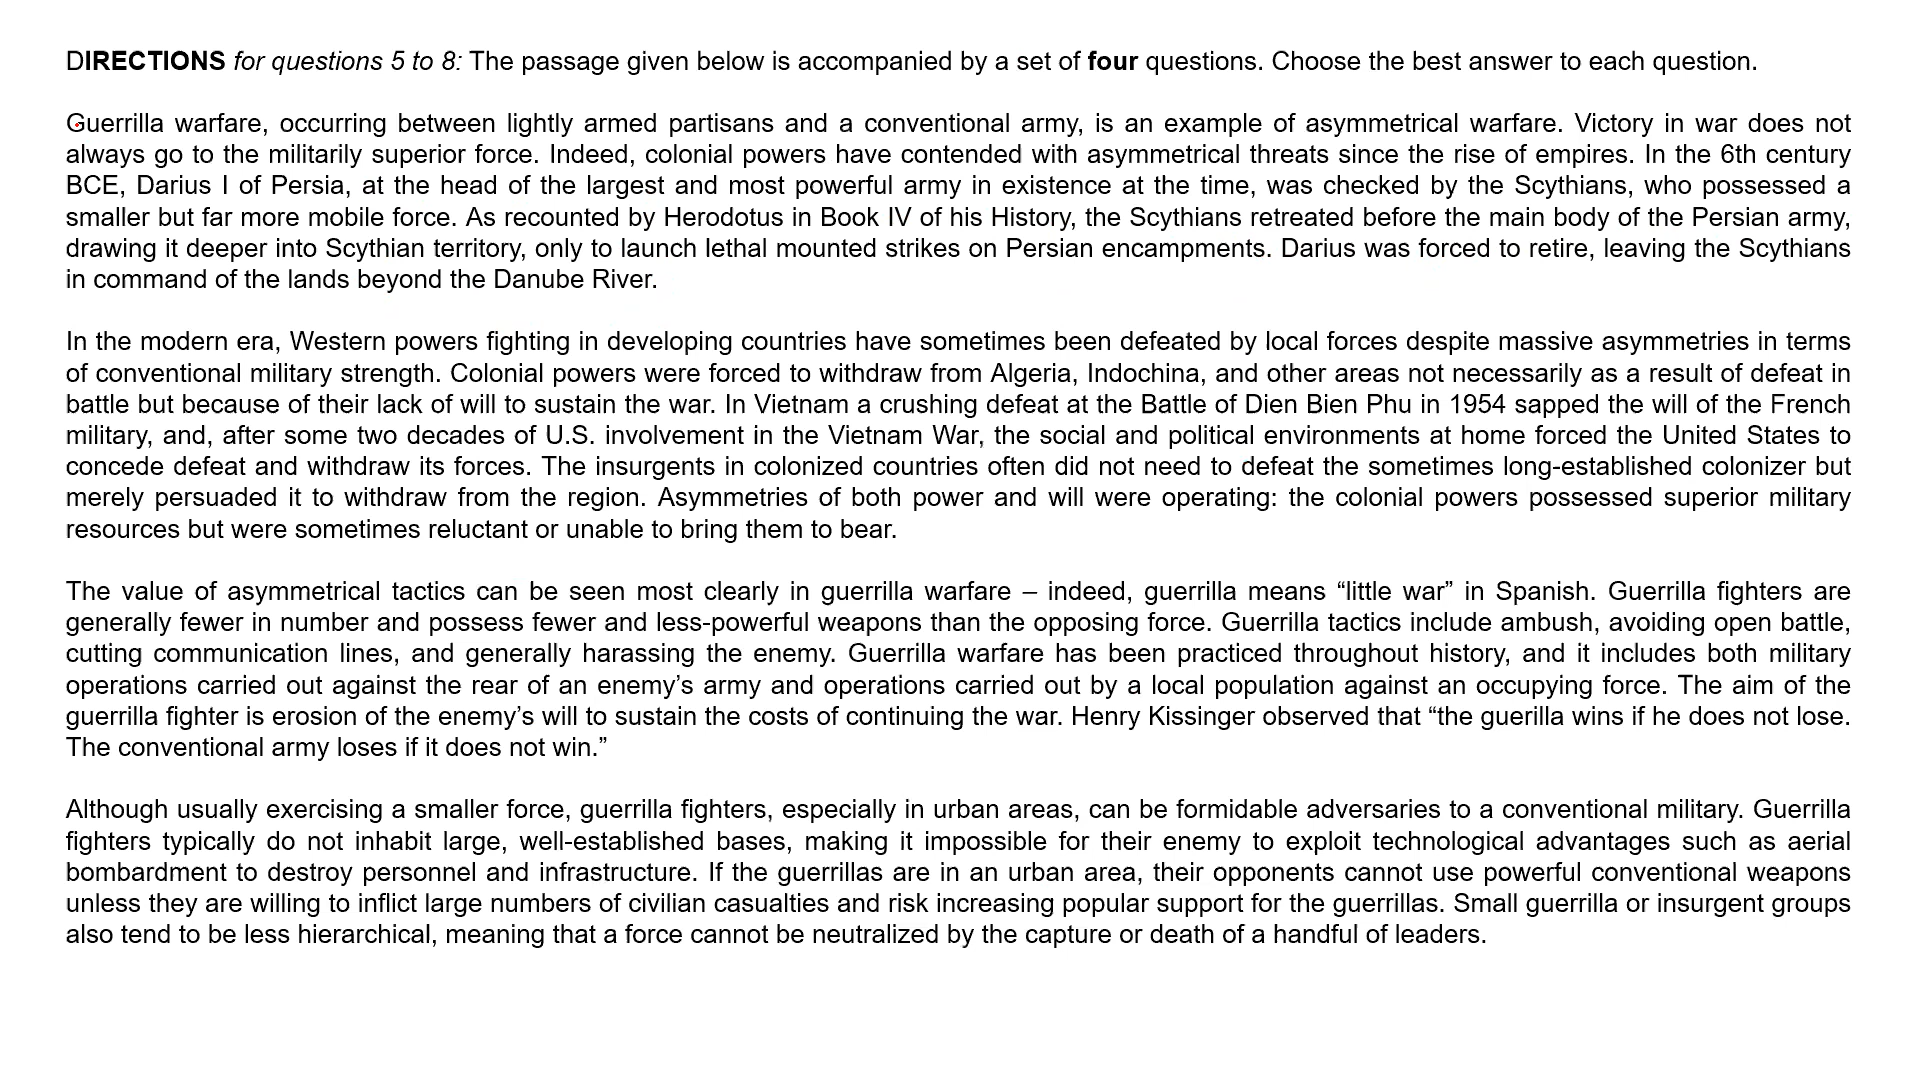 DIRECTIONS for questions 5 to 8: The passage given below is accompanied by a set of four questions. Choose the best answer to each question.
Guerrilla warfare, occurring between lightly armed partisans and a conventional army, is an example of asymmetrical warfare. Victory in war does not
always go to the militarily superior force. Indeed, colonial powers have contended with asymmetrical threats since the rise of empires. In the 6th century
BCE, Darius I of Persia, at the head of the largest and most powerful army in existence at the time, was checked by the Scythians, who possessed a
smaller but far more mobile force. As recounted by Herodotus in Book IV of his History, the Scythians retreated before the main body of the Persian army,
drawing it deeper into Scythian territory, only to launch lethal mounted strikes on Persian encampments. Darius was forced to retire, leaving the Scythians
in command of the lands beyond the Danube River.
In the modern era, Western powers fighting in developing countries have sometimes been defeated by local forces despite massive asymmetries in terms
of conventional military strength. Colonial powers were forced to withdraw from Algeria, Indochina, and other areas not necessarily as a result of defeat in
battle but because of their lack of will to sustain the war. In Vietnam a crushing defeat at the Battle of Dien Bien Phu in 1954 sapped the will of the French
military, and, after some two decades of U.S. involvement in the Vietnam War, the social and political environments at home forced the United States to
concede defeat and withdraw its forces. The insurgents in colonized countries often did not need to defeat the sometimes long-established colonizer but
merely persuaded it to withdraw from the region. Asymmetries of both power and will were operating: the colonial powers possessed superior military
resources but were sometimes reluctant or unable to bring them to bear.
The value of asymmetrical tactics can be seen most clearly in guerrilla warfare – indeed, guerrilla means “little war” in Spanish. Guerrilla fighters are
generally fewer in number and possess fewer and less-powerful weapons than the opposing force. Guerrilla tactics include ambush, avoiding open battle,
cutting communication lines, and generally harassing the enemy. Guerrilla warfare has been practiced throughout history, and it includes both military
operations carried out against the rear of an enemy’s army and operations carried out by a local population against an occupying force. The aim of the
guerrilla fighter is erosion of the enemy’s will to sustain the costs of continuing the war. Henry Kissinger observed that “the guerilla wins if he does not lose.
The conventional army loses if it does not win.”
Although usually exercising a smaller force, guerrilla fighters, especially in urban areas, can be formidable adversaries to a conventional military. Guerrilla
fighters typically do not inhabit large, well-established bases, making it impossible for their enemy to exploit technological advantages such as aerial
bombardment to destroy personnel and infrastructure. If the guerrillas are in an urban area, their opponents cannot use powerful conventional weapons
unless they are willing to inflict large numbers of civilian casualties and risk increasing popular support for the guerrillas. Small guerrilla or insurgent groups
also tend to be less hierarchical, meaning that a force cannot be neutralized by the capture or death of a handful of leaders.